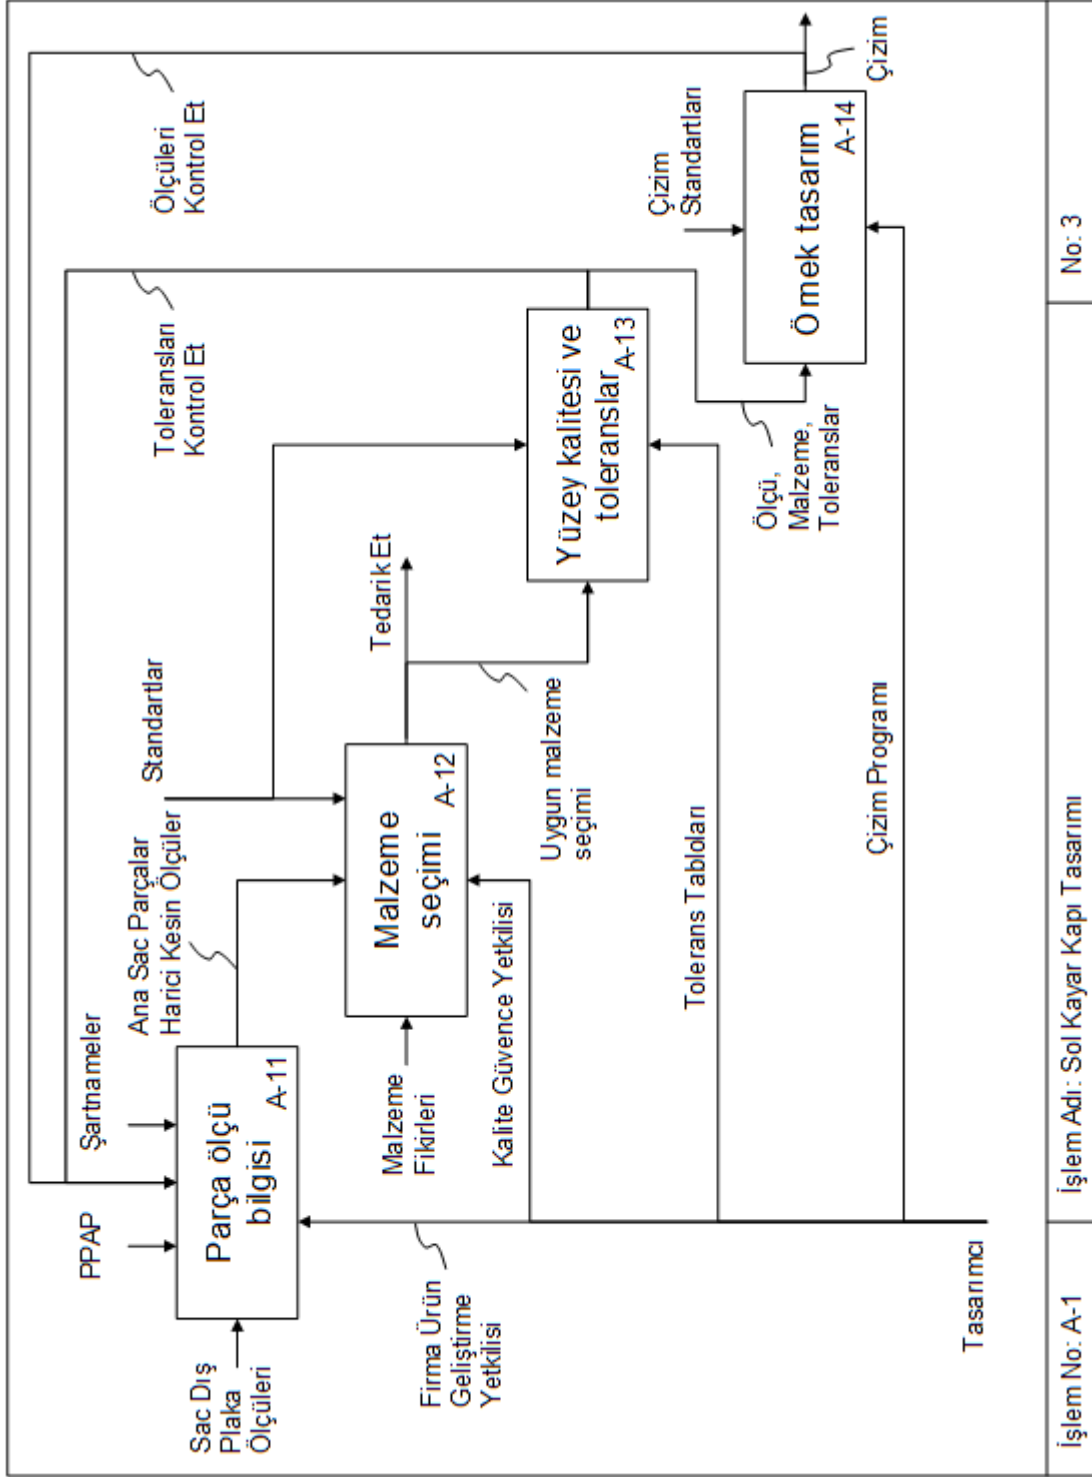 PPAP
Şartnameler
Ana Sac Parçalar
Harici Kesin Ölçüler
Standartlar
Toleransları
Kontrol Et
Ölçüleri
Kontrol Et
Sac Dış
Plaka
Ölçüleri
Parça ölçü
bilgisi
A-11
Malzeme
Fikirleri
Malzeme
seçimi
A-12
Tedarik Et
Firma Ürün
Geliştirme
Yetkilisi
Kalite Güvence Yetkilisi
Uygun malzeme
seçimi
Yüzey kalitesi ve
toleranslar
A-13
Çizim
Standartları
Tolerans Tabloları
Ölçü,
Malzeme,
Toleranslar
Örnek tasarım
A-14
Çizim
Çizim Programı
Tasarımcı
İşlem No: A-1
İşlem Adı: Sol Kayar Kapı Tasarımı
No: 3